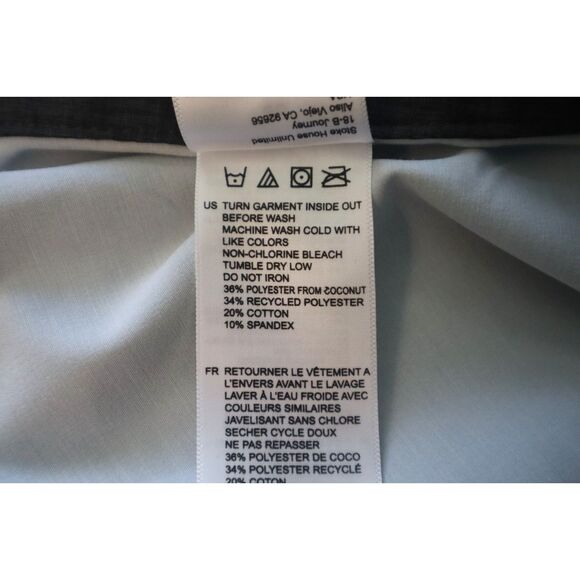 Stoke House Unlimited
18-B Journey
Aliso Viejo, CA 92656
USA
US TURN GARMENT INSIDE OUT
BEFORE WASH
MACHINE WASH COLD WITH
LIKE COLORS
NON-CHLORINE BLEACH
TUMBLE DRY LOW
DO NOT IRON
36% POLYESTER FROM COCONUT
34% RECYCLED POLYESTER
20% COTTON
10% SPANDEX
FR RETOURNER LE VÊTEMENT A
L'ENVERS AVANT LE LAVAGE
LAVER À L'EAU FROIDE AVEC
COULEURS SIMILAIRES
JAVELISANT SANS CHLORE
SECHER CYCLE DOUX
NE PAS REPASSER
36% POLYESTER DE COCO
34% POLYESTER RECYCLÉ
20% COTON